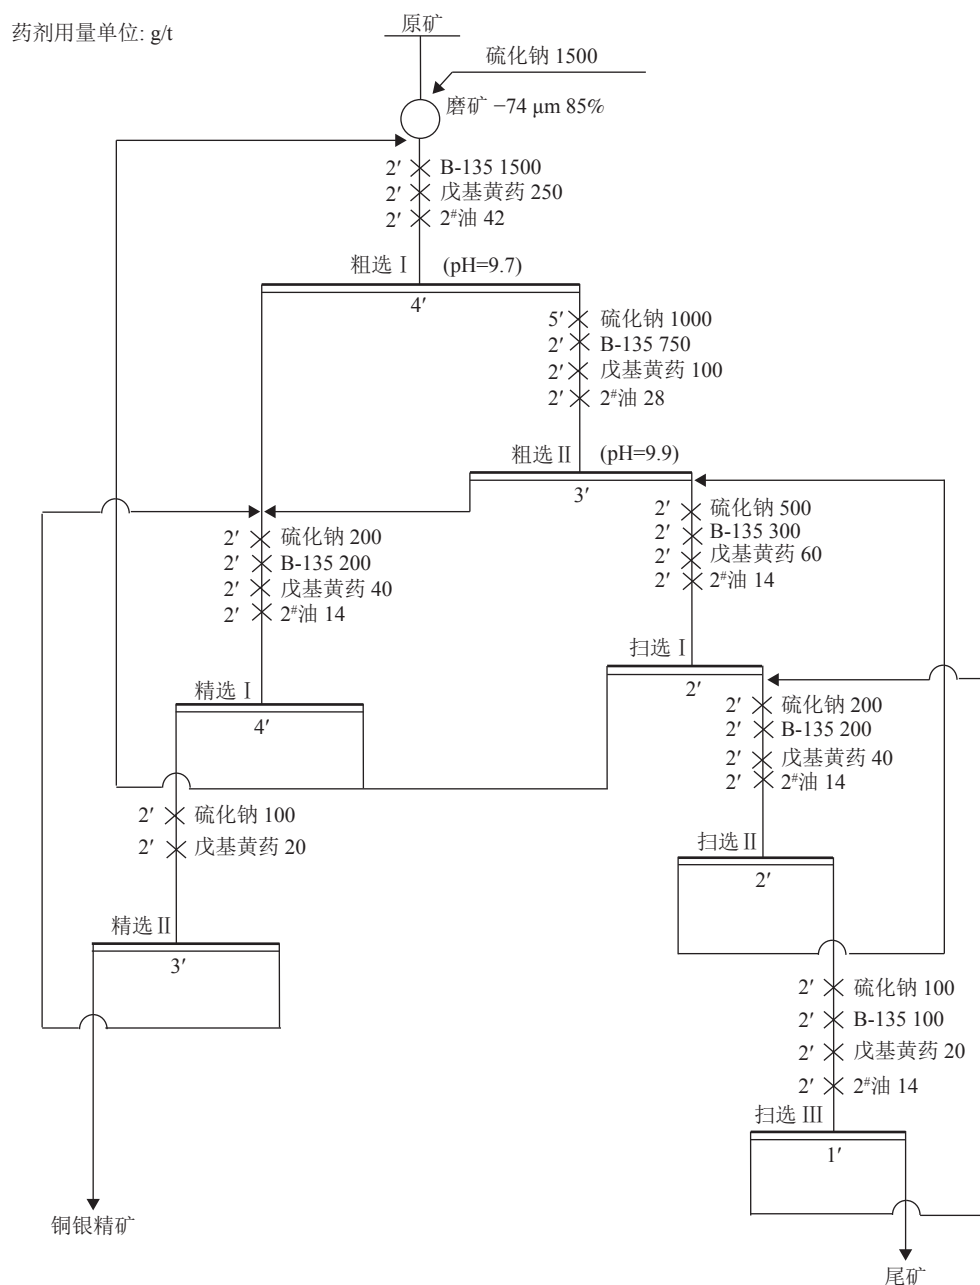 药剂用量单位: g/t
原矿
硫化钠 1500
磨矿 −74 μm 85%
2′ B-135 1500
2′ 戊基黄药 250
2′ 2#油 42
粗选 Ⅰ (pH=9.7)
4′
5′ 硫化钠 1000
2′ B-135 750
2′ 戊基黄药 100
2′ 2#油 28
粗选 Ⅱ (pH=9.9)
3′
2′ 硫化钠 500
2′ B-135 300
2′ 戊基黄药 60
2′ 2#油 14
2′ 硫化钠 200
2′ B-135 200
2′ 戊基黄药 40
2′ 2#油 14
扫选 Ⅰ
2′
精选 Ⅰ
4′
2′ 硫化钠 200
2′ B-135 200
2′ 戊基黄药 40
2′ 2#油 14
2′ 硫化钠 100
2′ 戊基黄药 20
扫选 Ⅱ
2′
精选 Ⅱ
3′
2′ 硫化钠 100
2′ B-135 100
2′ 戊基黄药 20
2′ 2#油 14
扫选 Ⅲ
1′
铜银精矿
尾矿